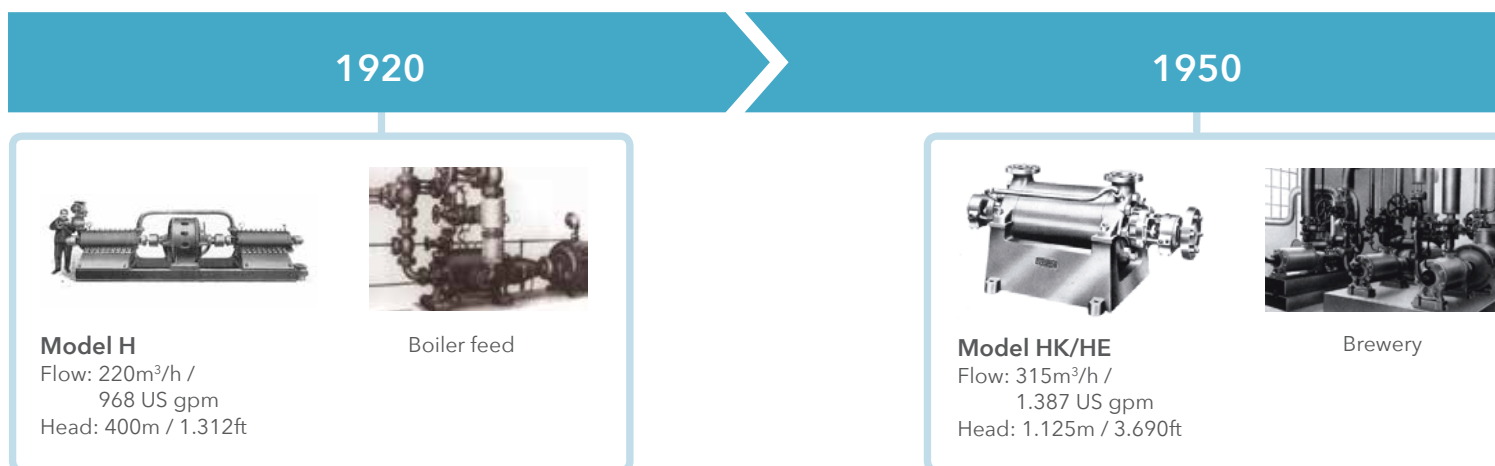 1920
1950
Model H
Flow: 220m³/h /
968 US gpm
Head: 400m / 1.312ft
Boiler feed
Model HK/HE
Flow: 315m³/h /
1.387 US gpm
Head: 1.125m / 3.690ft
Brewery